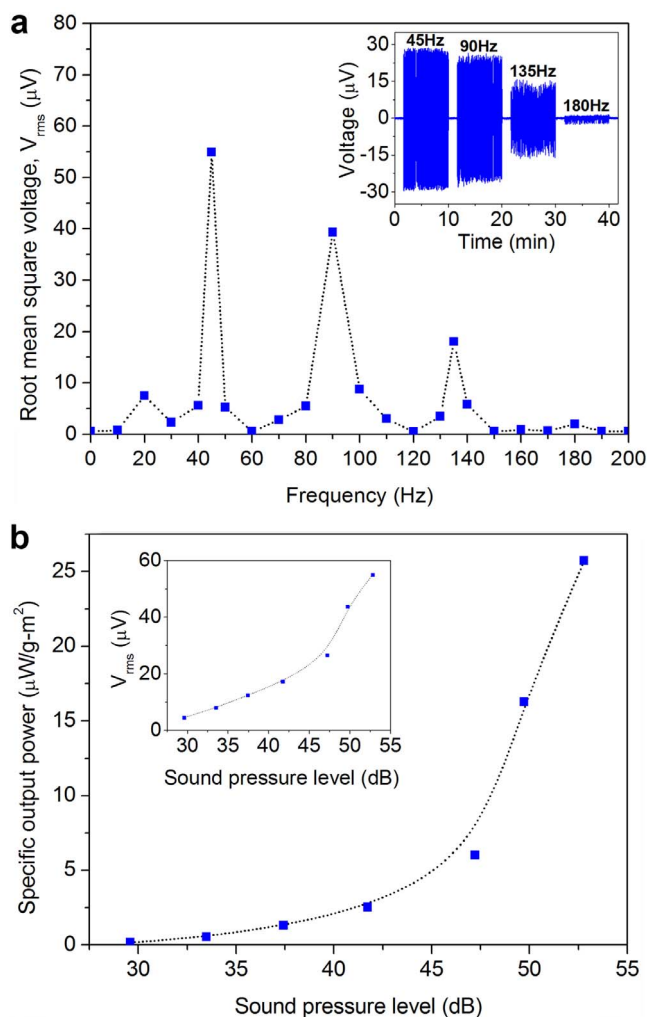 a
Root mean square voltage, Vrms (μV)
80
70
60
50
40
30
20
10
0
0 20 40 60 80 100 120 140 160 180 200
Frequency (Hz)
Voltage (μV)
30
15
0
-15
-30
45Hz
90Hz
135Hz
180Hz
0 10 20 30 40
Time (min)
b
Specific output power (μW/g-m²)
25
20
15
10
5
0
30 35 40 45 50 55
Sound pressure level (dB)
Vrms (μV)
60
40
20
0
30 35 40 45 50 55
Sound pressure level (dB)